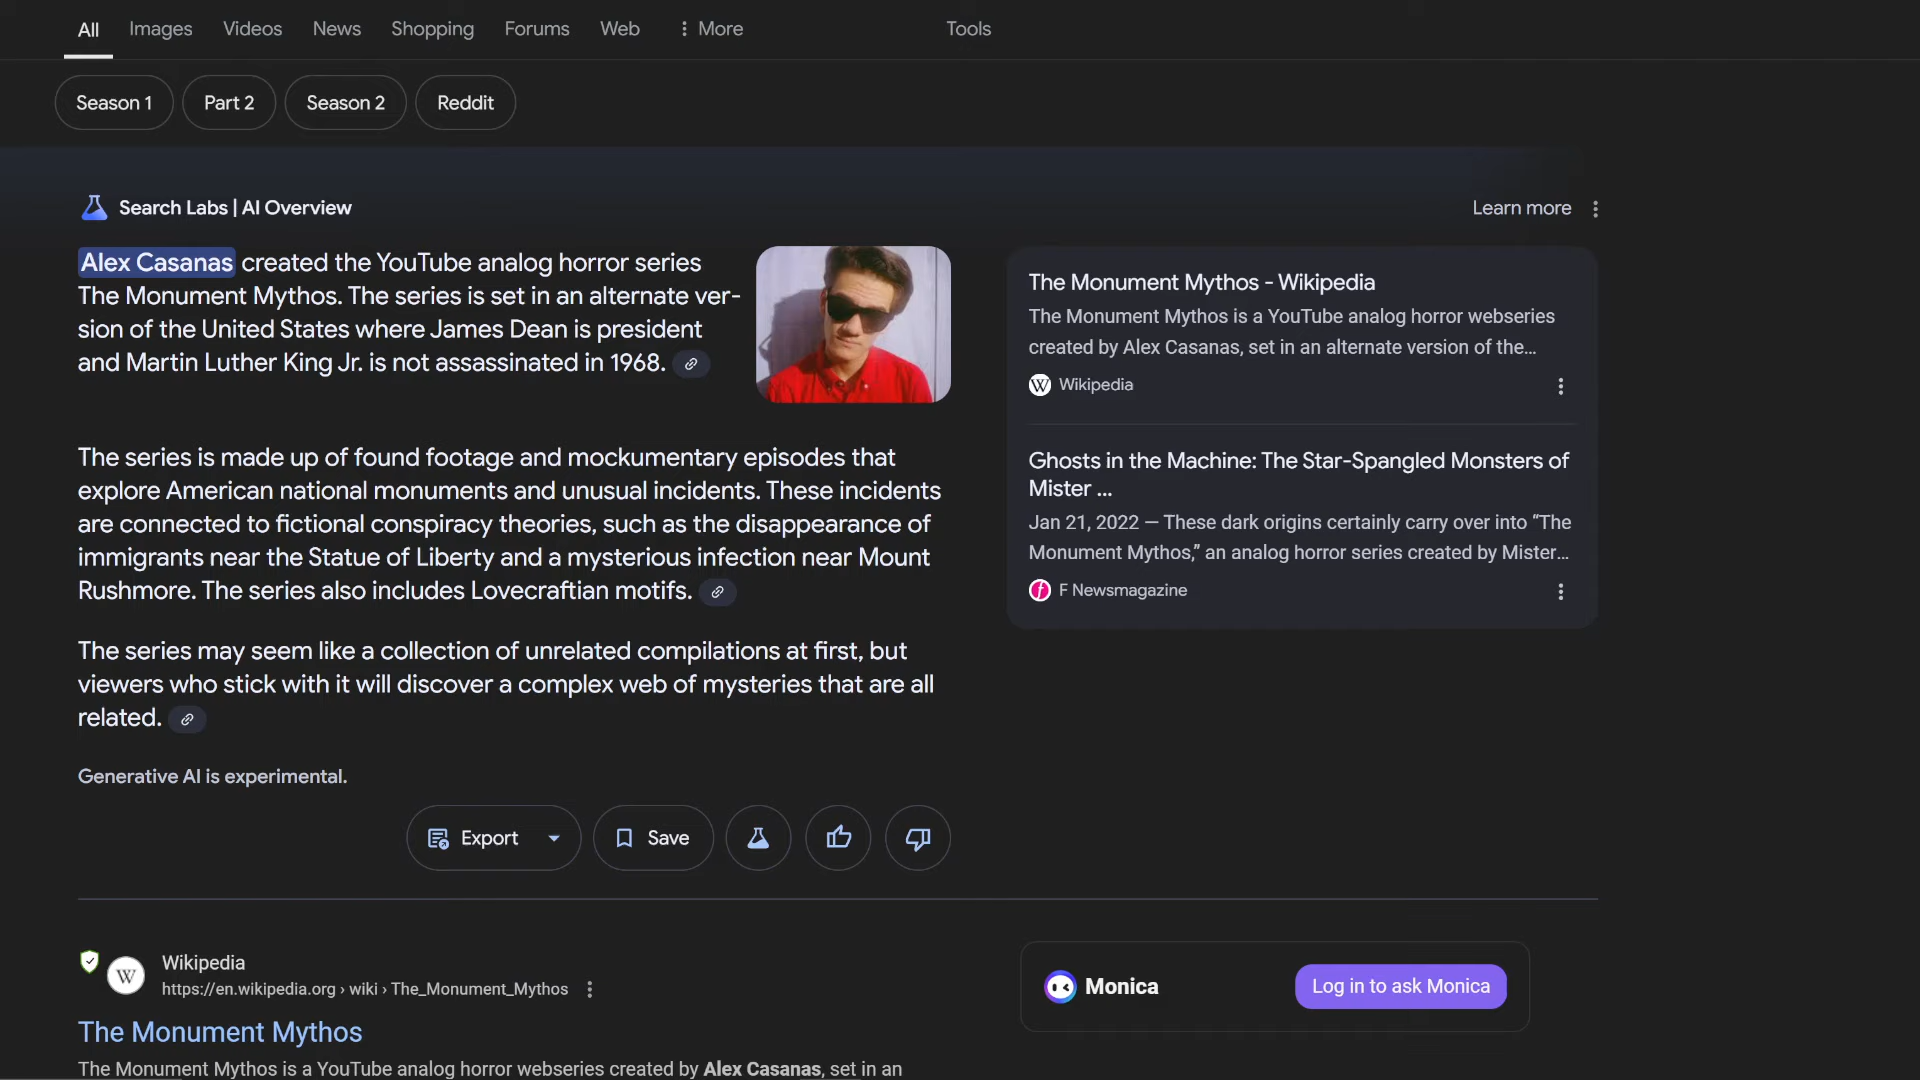 All Images Videos News Shopping Forums Web More Tools
Season 1 Part 2 Season 2 Reddit
Search Labs | AI Overview
Learn more
Alex Casanas created the YouTube analog horror series
The Monument Mythos. The series is set in an alternate ver-
sion of the United States where James Dean is president
and Martin Luther King Jr. is not assassinated in 1968.
The series is made up of found footage and mockumentary episodes that
explore American national monuments and unusual incidents. These incidents
are connected to fictional conspiracy theories, such as the disappearance of
immigrants near the Statue of Liberty and a mysterious infection near Mount
Rushmore. The series also includes Lovecraftian motifs.
The series may seem like a collection of unrelated compilations at first, but
viewers who stick with it will discover a complex web of mysteries that are all
related.
Generative AI is experimental.
Export Save
The Monument Mythos - Wikipedia
The Monument Mythos is a YouTube analog horror webseries
created by Alex Casanas, set in an alternate version of the...
W Wikipedia
Ghosts in the Machine: The Star-Spangled Monsters of
Mister ...
Jan 21, 2022 — These dark origins certainly carry over into “The
Monument Mythos,” an analog horror series created by Mister...
f F Newsmagazine
W Wikipedia
https://en.wikipedia.org › wiki › The_Monument_Mythos
The Monument Mythos
The Monument Mythos is a YouTube analog horror webseries created by Alex Casanas, set in an
Monica
Log in to ask Monica